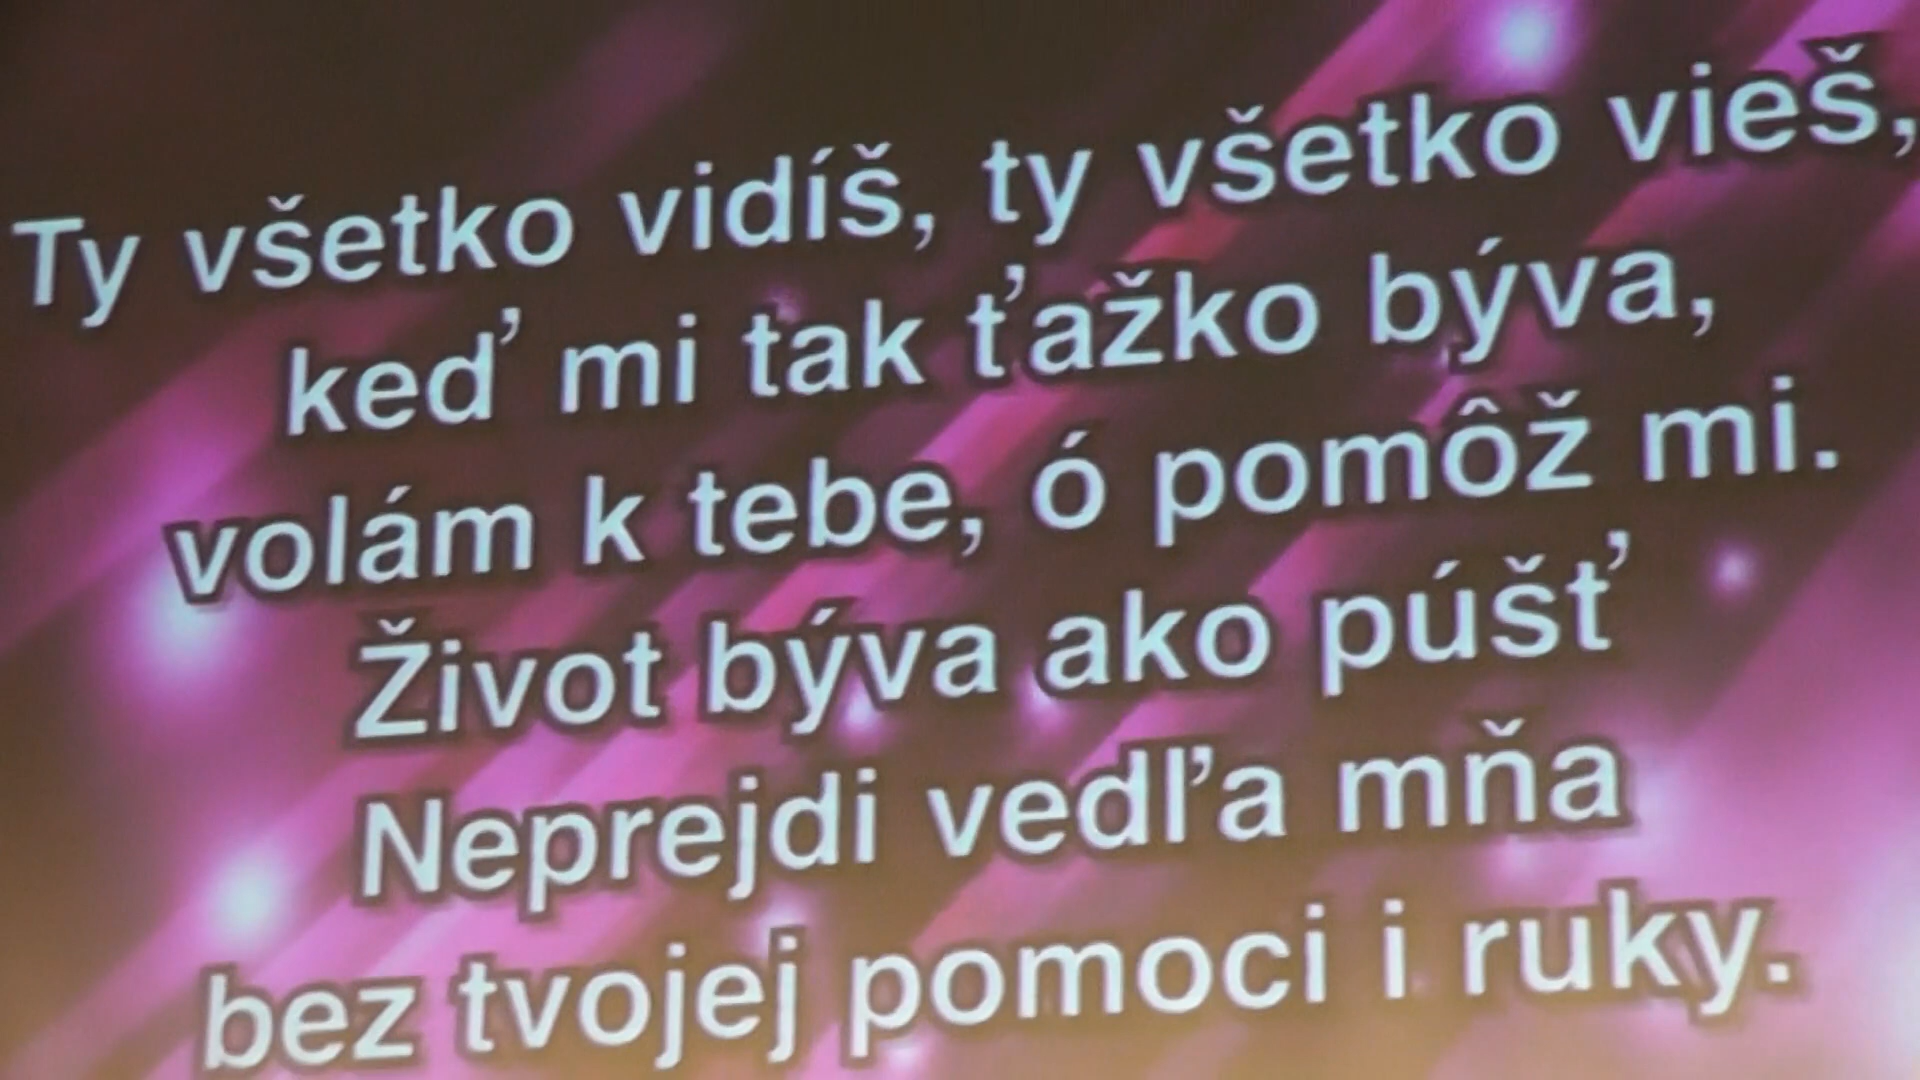 Ty všetko vidíš, ty všetko vieš,
keď mi tak ťažko býva,
volám k tebe, ó pomôž mi.
Život býva ako púšť
Neprejdi vedľa mňa
bez tvojej pomoci i ruky.